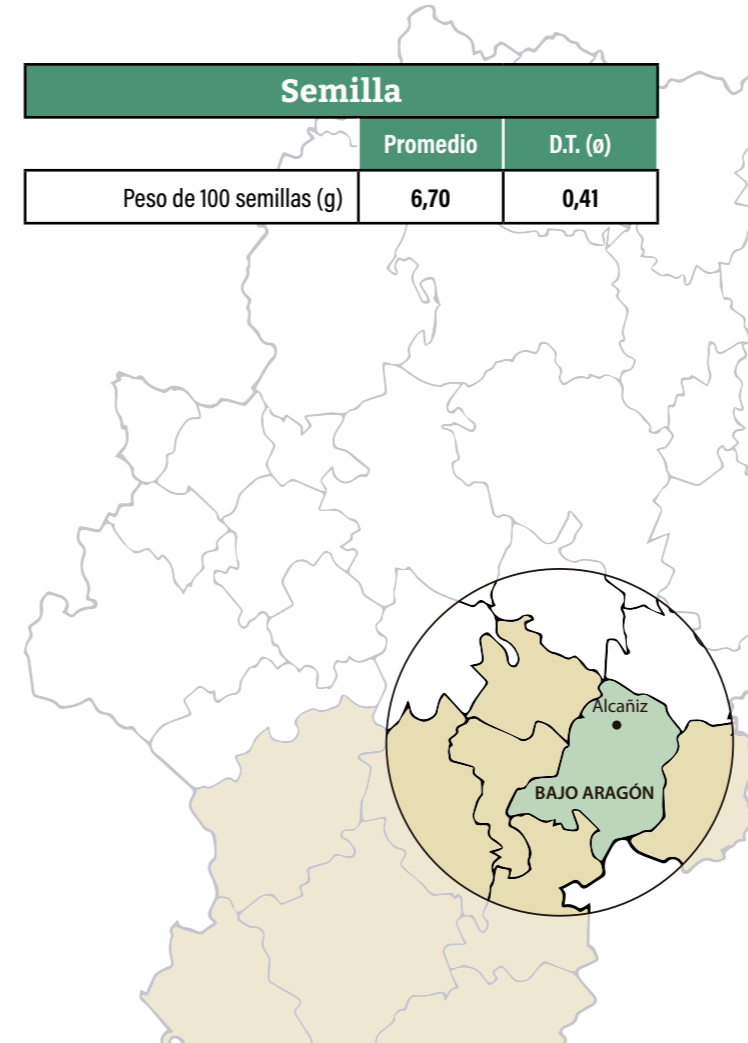 Semilla
Promedio D.T. (ø)
Peso de 100 semillas (g) 6,70 0,41
Alcañiz
BAJO ARAGÓN